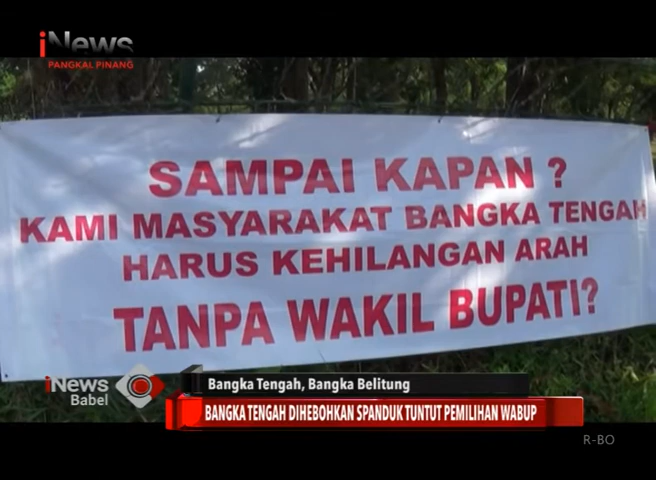 iNews
PANGKAL PINANG
SAMPAI KAPAN ?
KAMI MASYARAKAT BANGKA TENGAH
HARUS KEHILANGAN ARAH
TANPA WAKIL BUPATI?
iNews
Babel
Bangka Tengah, Bangka Belitung
BANGKA TENGAH DIHEBOHKAN SPANDUK TUNTUT PEMILIHAN WABUP
R-BO